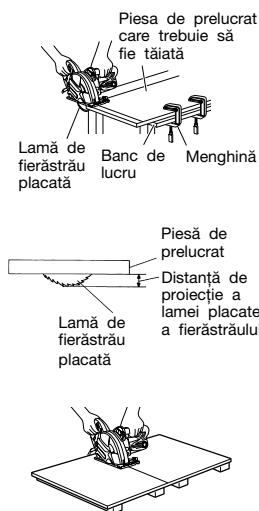 Piesa de prelucrat
care trebuie să
fie tăiată
Lamă de
fierăstrău
placată
Banc de
lucru
Menghină
Piesă de
prelucrat
Distanță de
proiecție a
lamei placate
a fierăstrăului
Lamă de
fierăstrău
placată